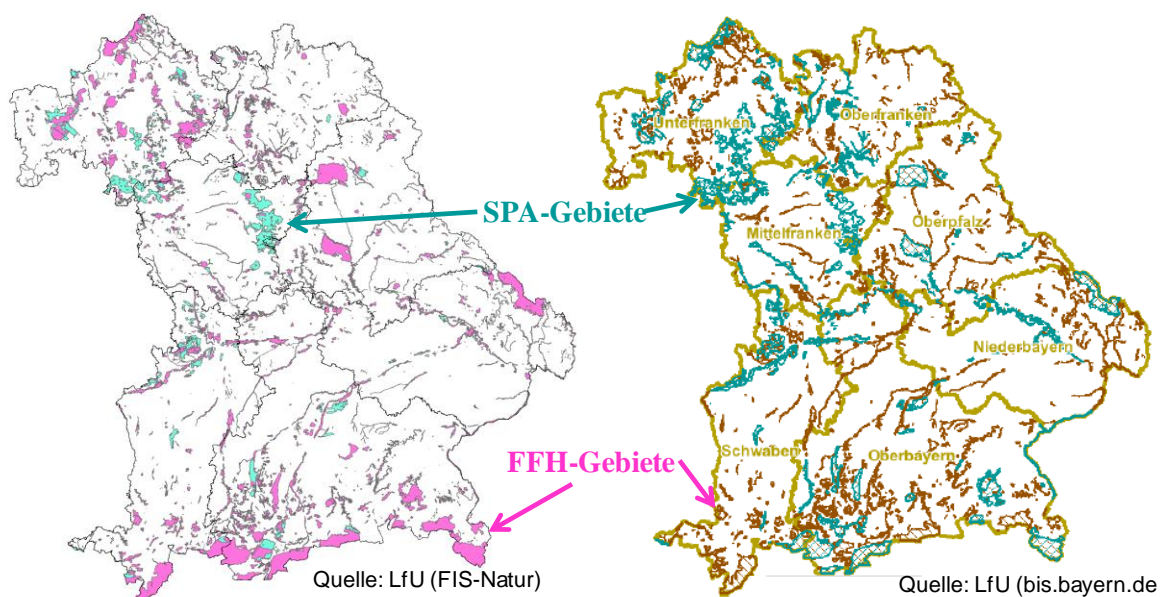 Unterfranken
Oberfranken
SPA-Gebiete
Mittelfranken
Oberpfalz
Niederbayern
Schwaben
Oberbayern
FFH-Gebiete
Quelle: LfU (FIS-Natur)
Quelle: LfU (bis.bayern.de